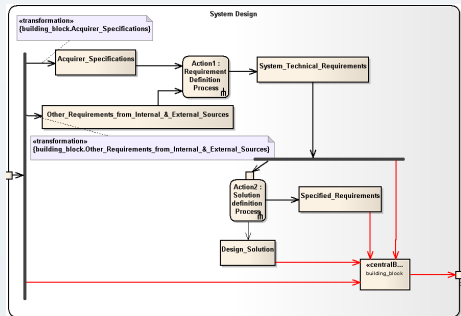 System Design
«transformation»
{building_block.Acquirer_Specifications}
Acquirer_Specifications
Action1 :
Requirement
Definition
Process
System_Technical_Requirements
Other_Requirements_from_Internal_&_External_Sources
«transformation»
{building_block.Other_Requirements_from_Internal_&_External_Sources}
Action2 :
Solution
definition
Process
Specified_Requirements
Design_Solution
«centralB...
building_block